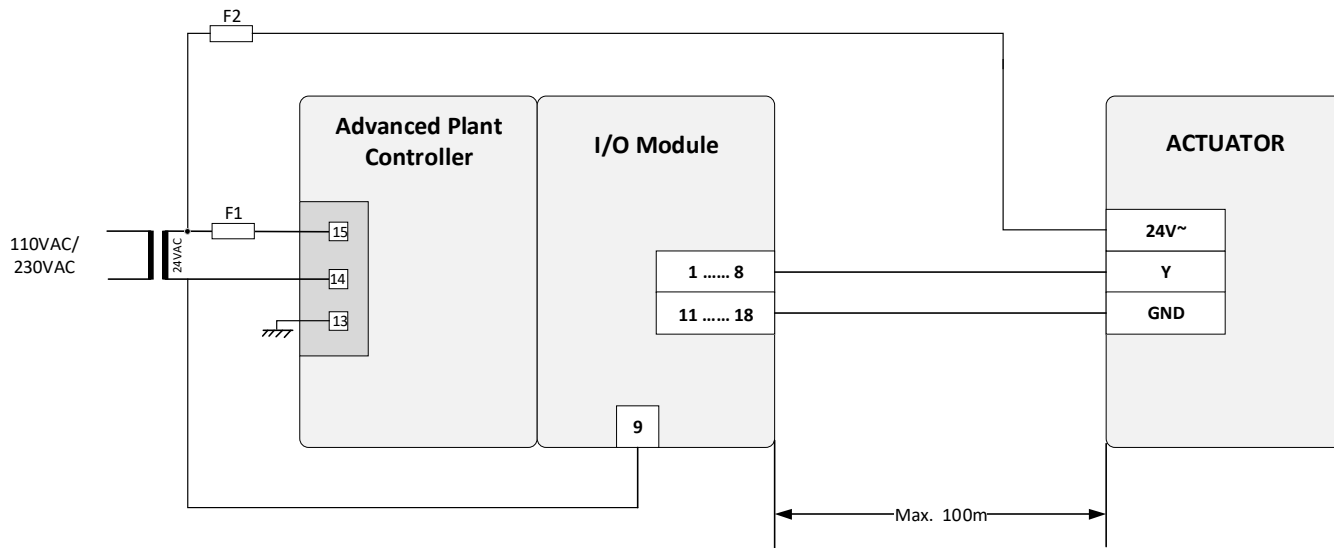 F2
Advanced Plant
Controller
I/O Module
ACTUATOR
F1
110VAC/
230VAC
24VAC
15
14
13
1 ...... 8
11 ...... 18
9
24V~
Y
GND
Max. 100m